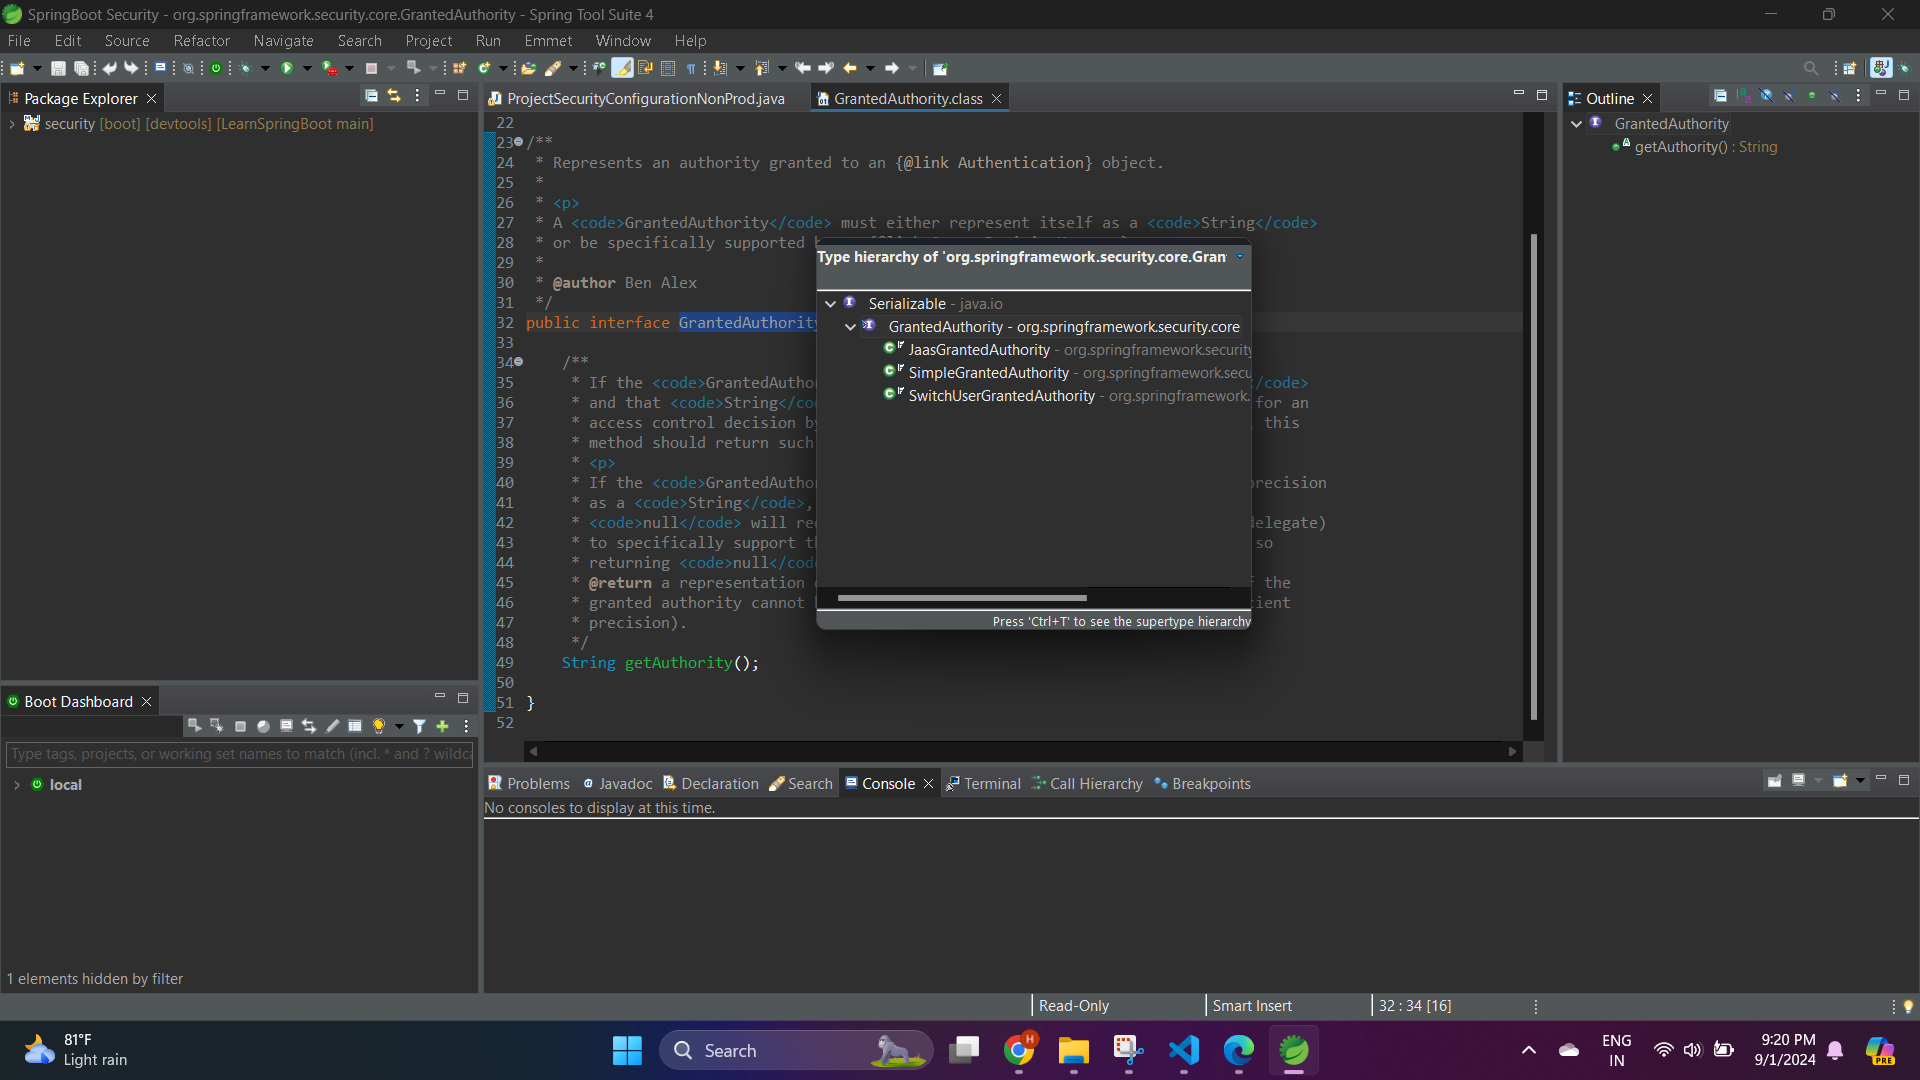 SpringBoot Security - org.springframework.security.core.GrantedAuthority - Spring Tool Suite 4
File Edit Source Refactor Navigate Search Project Run Emmet Window Help
Package Explorer
security [boot] [devtools] [LearnSpringBoot main]
ProjectSecurityConfigurationNonProd.java
GrantedAuthority.class
22
23 /**
24 * Represents an authority granted to an {@link Authentication} object.
25 *
26 * <p>
27 * A <code>GrantedAuthority</code> must either represent itself as a <code>String</code>
28 * or be specifically supported
29 *
30 * @author Ben Alex
31 */
32 public interface GrantedAuthority
33
34 /**
35 * If the <code>GrantedAuthor /code>
36 * and that <code>String</co for an
37 * access control decision by this
38 * method should return such
39 * <p>
40 * If the <code>GrantedAutho precision
41 * as a <code>String</code>,
42 * <code>null</code> will re delegate)
43 * to specifically support t so
44 * returning <code>null</cod
45 * @return a representation the
46 * granted authority cannot cient
47 * precision).
48 */
49 String getAuthority();
50
51 }
52
Type hierarchy of 'org.springframework.security.core.Gran
Serializable - java.io
GrantedAuthority - org.springframework.security.core
JaasGrantedAuthority - org.springframework.security
SimpleGrantedAuthority - org.springframework.secu
SwitchUserGrantedAuthority - org.springframework.
Press 'Ctrl+T' to see the supertype hierarchy
Outline
GrantedAuthority
getAuthority() : String
Boot Dashboard
Type tags, projects, or working set names to match (incl. * and ? wildca
local
1 elements hidden by filter
Problems
Javadoc
Declaration
Search
Console
Terminal
Call Hierarchy
Breakpoints
No consoles to display at this time.
Read-Only
Smart Insert
32 : 34 [16]
81°F
Light rain
Search
H
ENG
IN
9:20 PM
9/1/2024
PRE